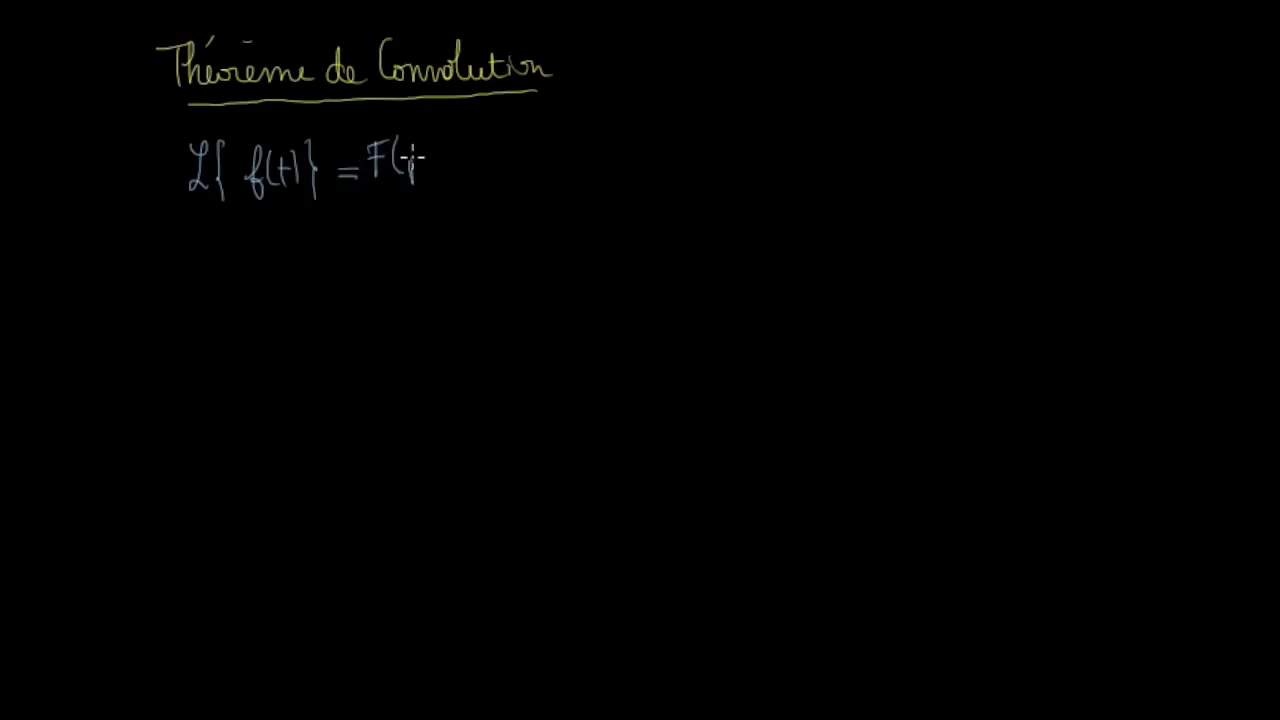 Théorème de Convolution
ℒ{ f(t)} = F(p